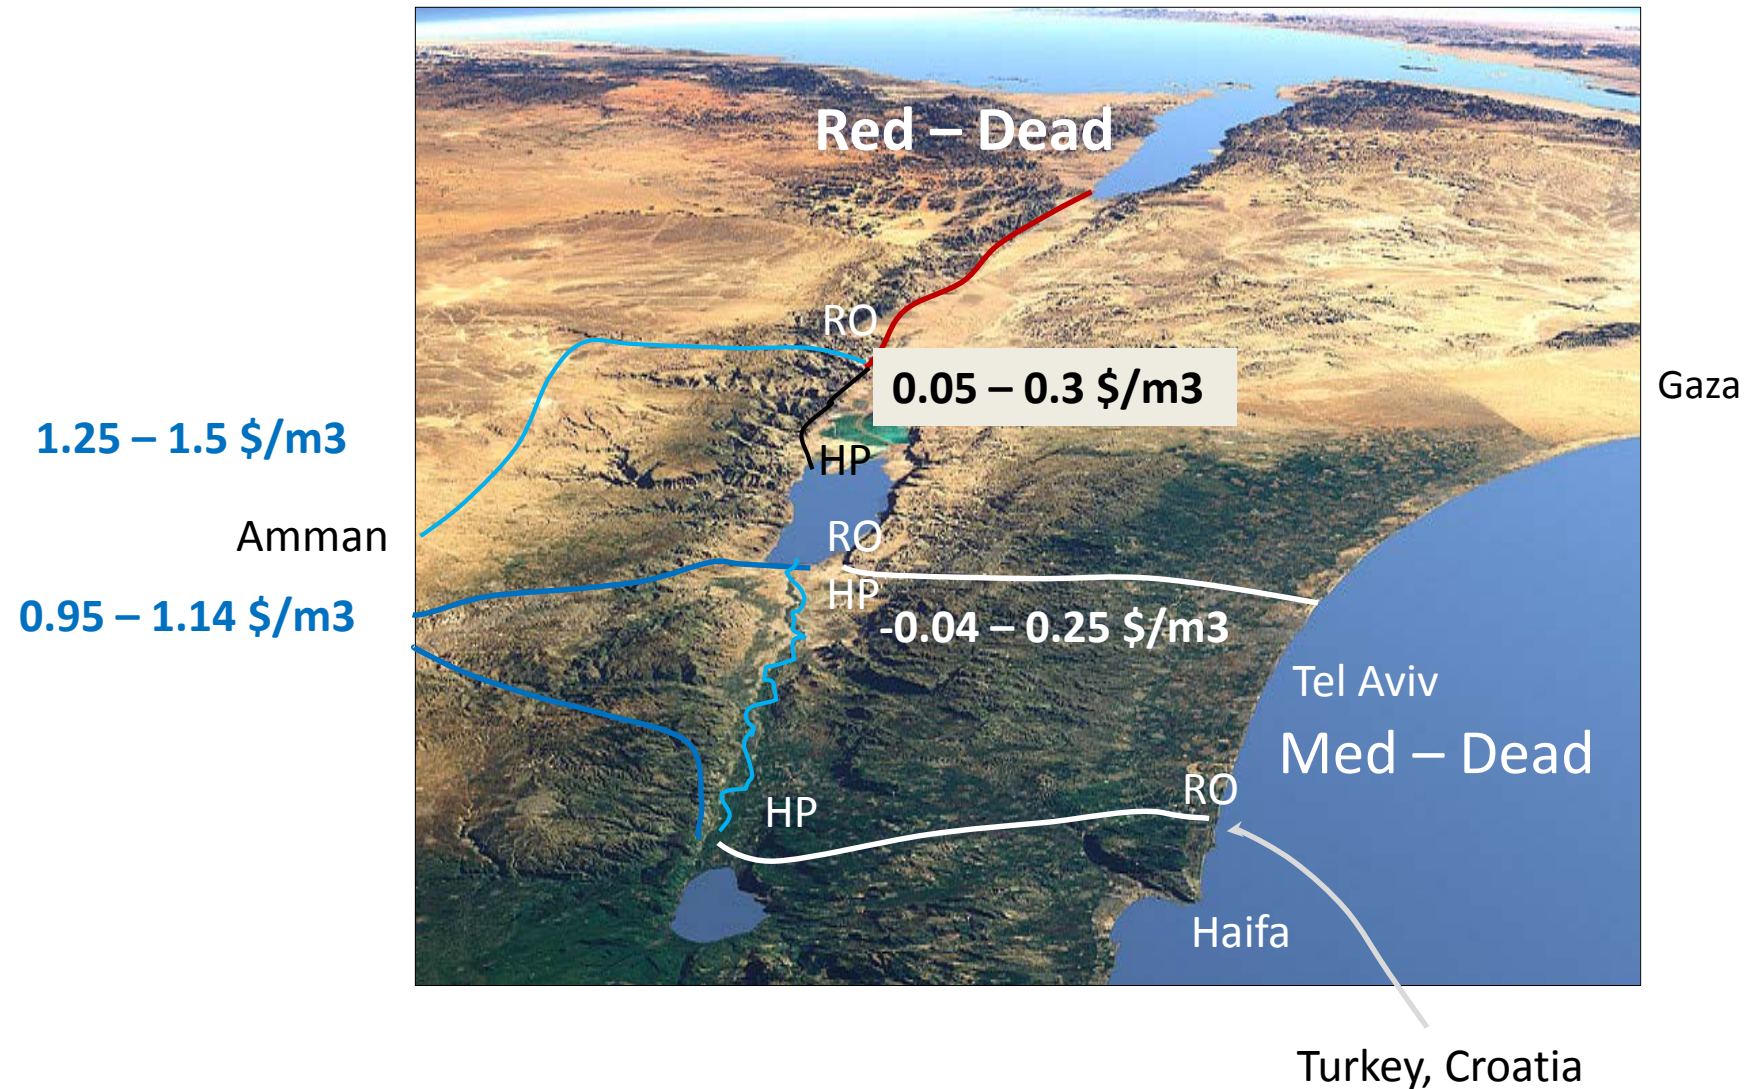 Red – Dead
RO
0.05 – 0.3 $/m3
Gaza
1.25 – 1.5 $/m3
HP
Amman
RO
HP
0.95 – 1.14 $/m3
-0.04 – 0.25 $/m3
Tel Aviv
Med – Dead
RO
HP
Haifa
Turkey, Croatia